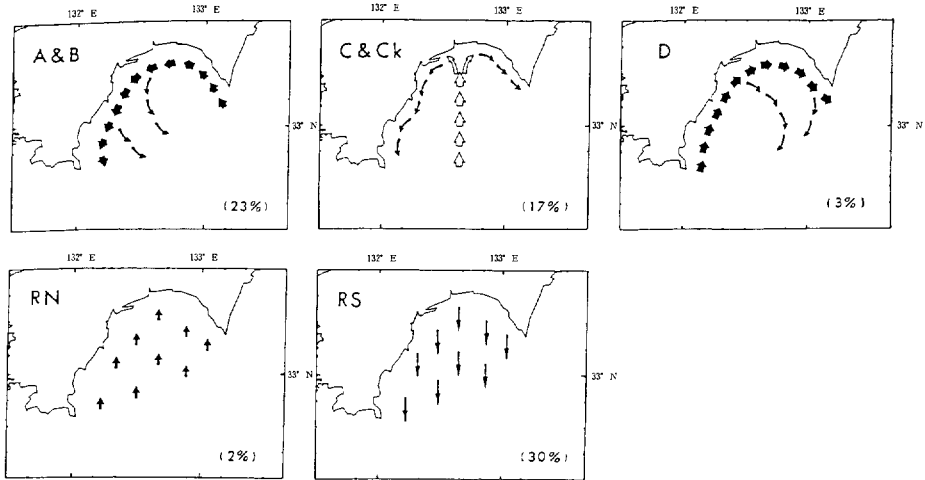 132° E
133° E
A&B
33° N
(23%)
132° E
133° E
C&Ck
33° N
(17%)
132° E
133° E
D
33° N
(3%)
132° E
133° E
RN
33° N
(2%)
132° E
133° E
RS
33° N
(30%)